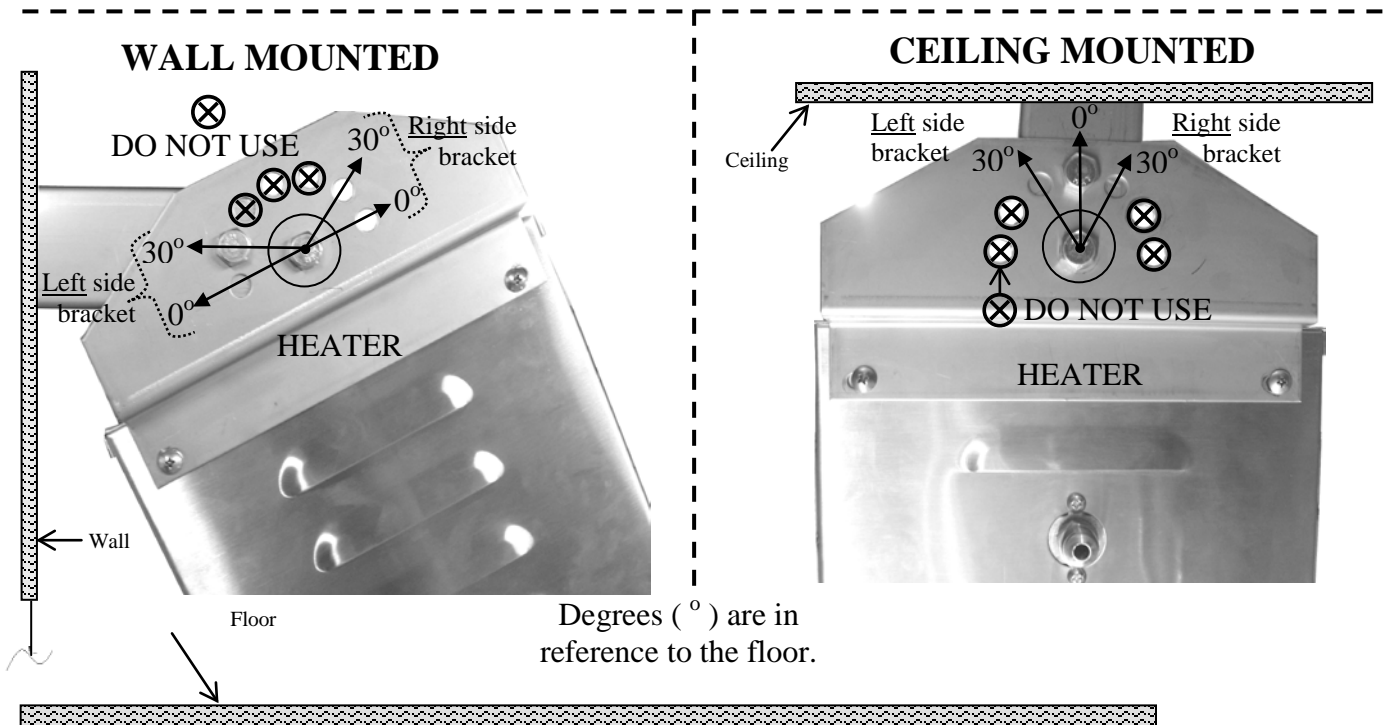 WALL MOUNTED
DO NOT USE
30°
Right side
bracket
0°
30°
Left side
bracket
0°
HEATER
Wall
Floor
CEILING MOUNTED
Ceiling
Left side
bracket
0°
Right side
bracket
30°
30°
DO NOT USE
HEATER
Degrees ( ° ) are in
reference to the floor.